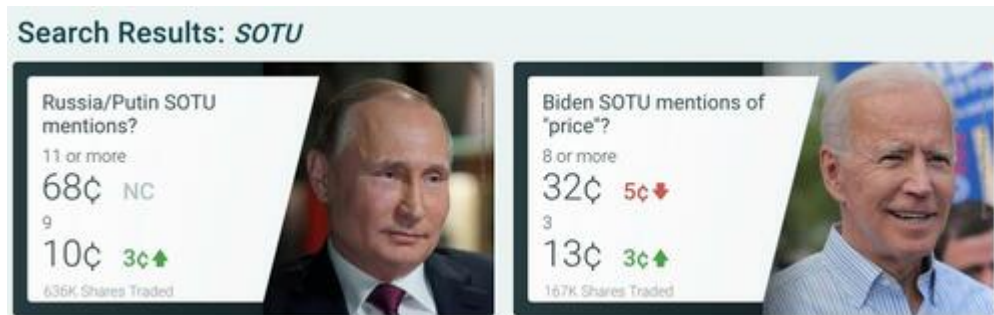 Search Results: SOTU
Russia/Putin SOTU
mentions?
11 or more
68¢ NC
9
10¢ 3¢
636K Shares Traded
Biden SOTU mentions of
"price"?
8 or more
32¢ 5¢
3
13¢ 3¢
167K Shares Traded